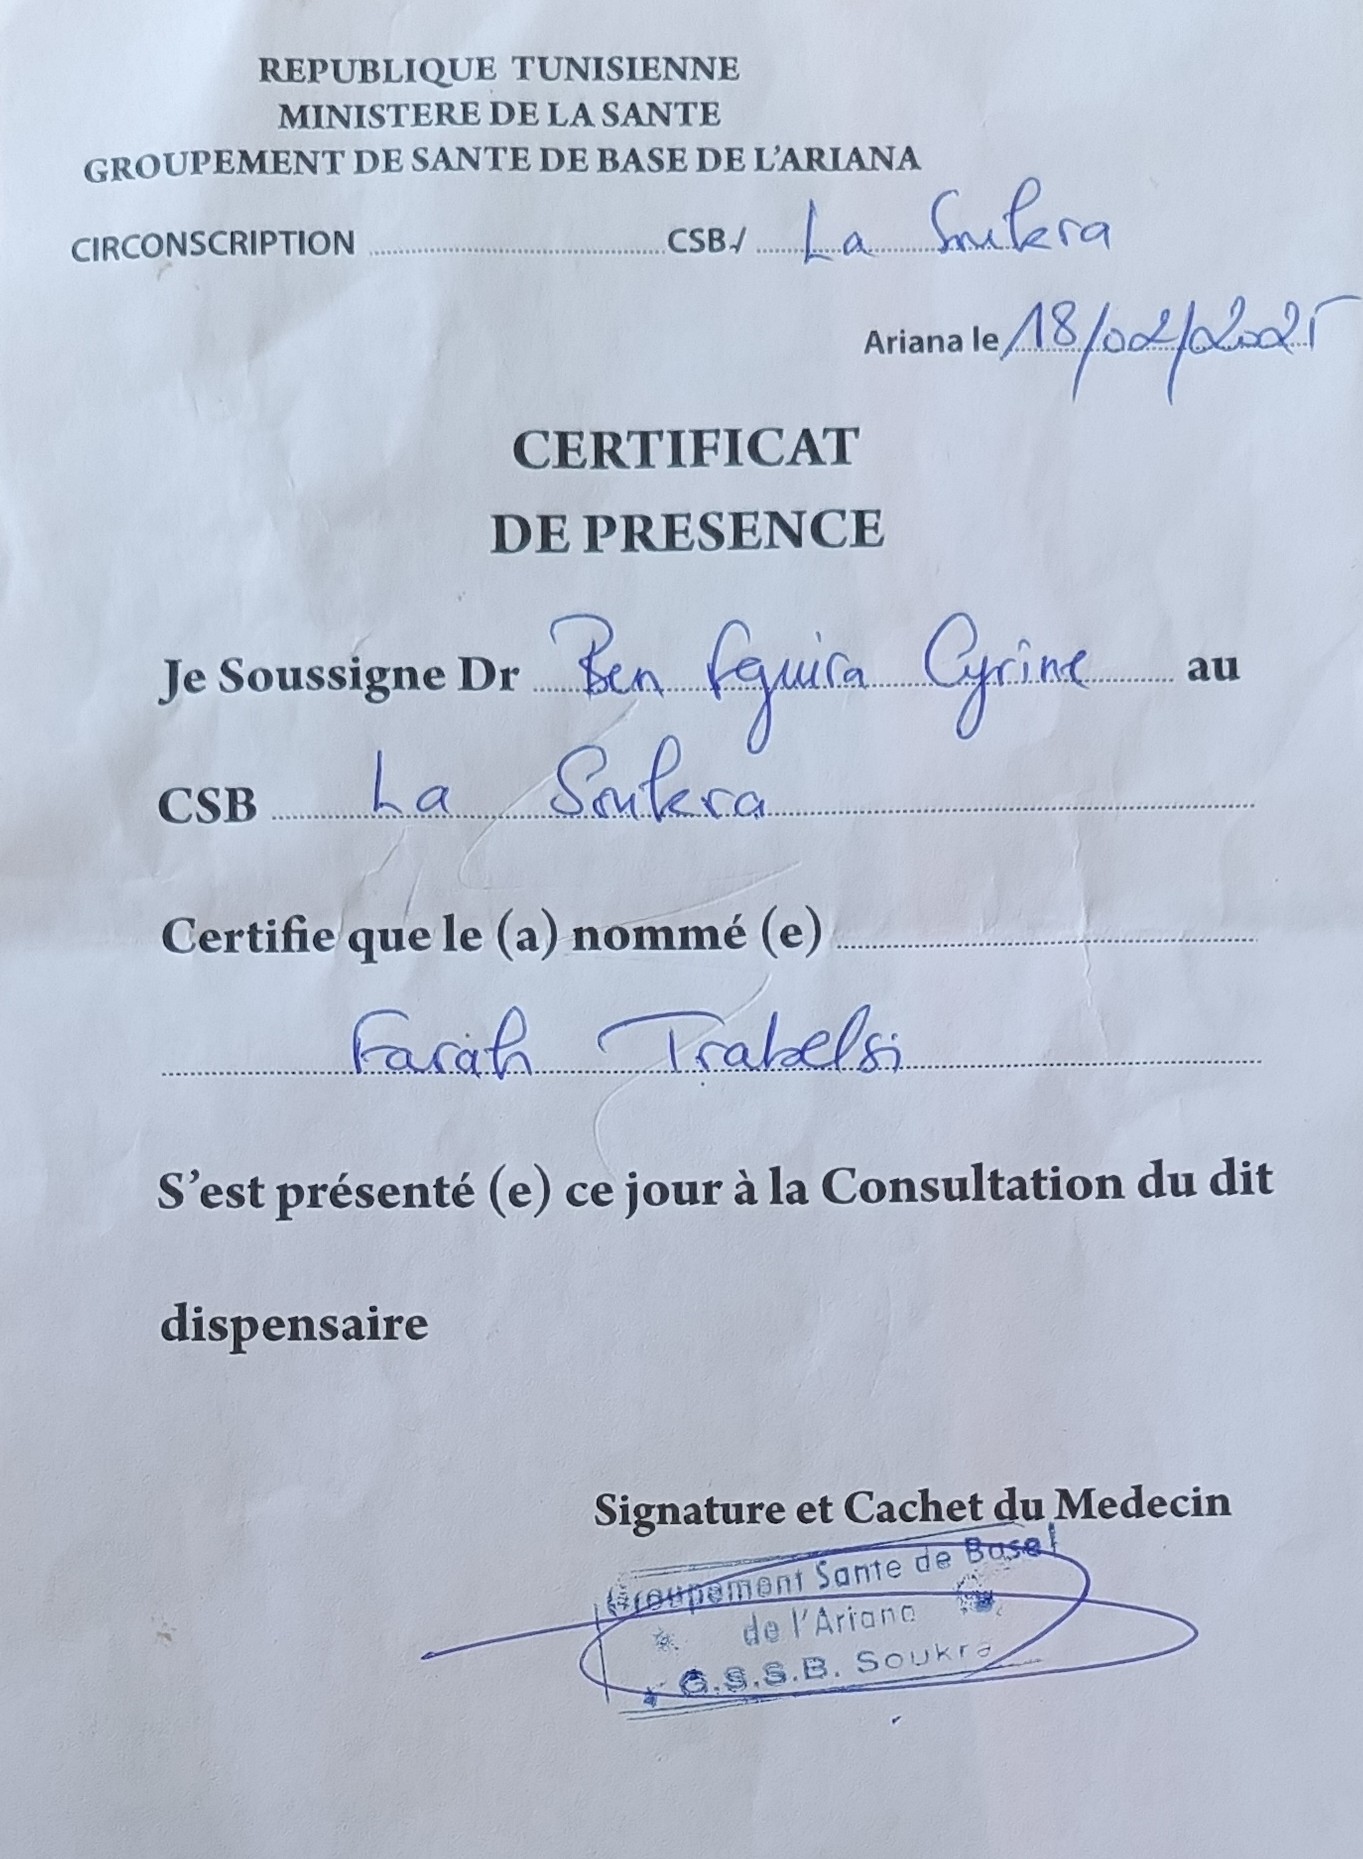 REPUBLIQUE TUNISIENNE
MINISTERE DE LA SANTE
GROUPEMENT DE SANTE DE BASE DE L'ARIANA
CIRCONSCRIPTION .................... CSB/ La Soukra
Ariana le 18/02/2025
CERTIFICAT
DE PRESENCE
Je Soussigne Dr Ben Fguira Cyrine au
CSB La Soukra
Certifie que le (a) nommé (e) ....................
Farah Trabelsi
S'est présenté (e) ce jour à la Consultation du dit
dispensaire
Signature et Cachet du Medecin
Groupement Sante de Base
de l'Ariana
C.S.S.B. Soukra